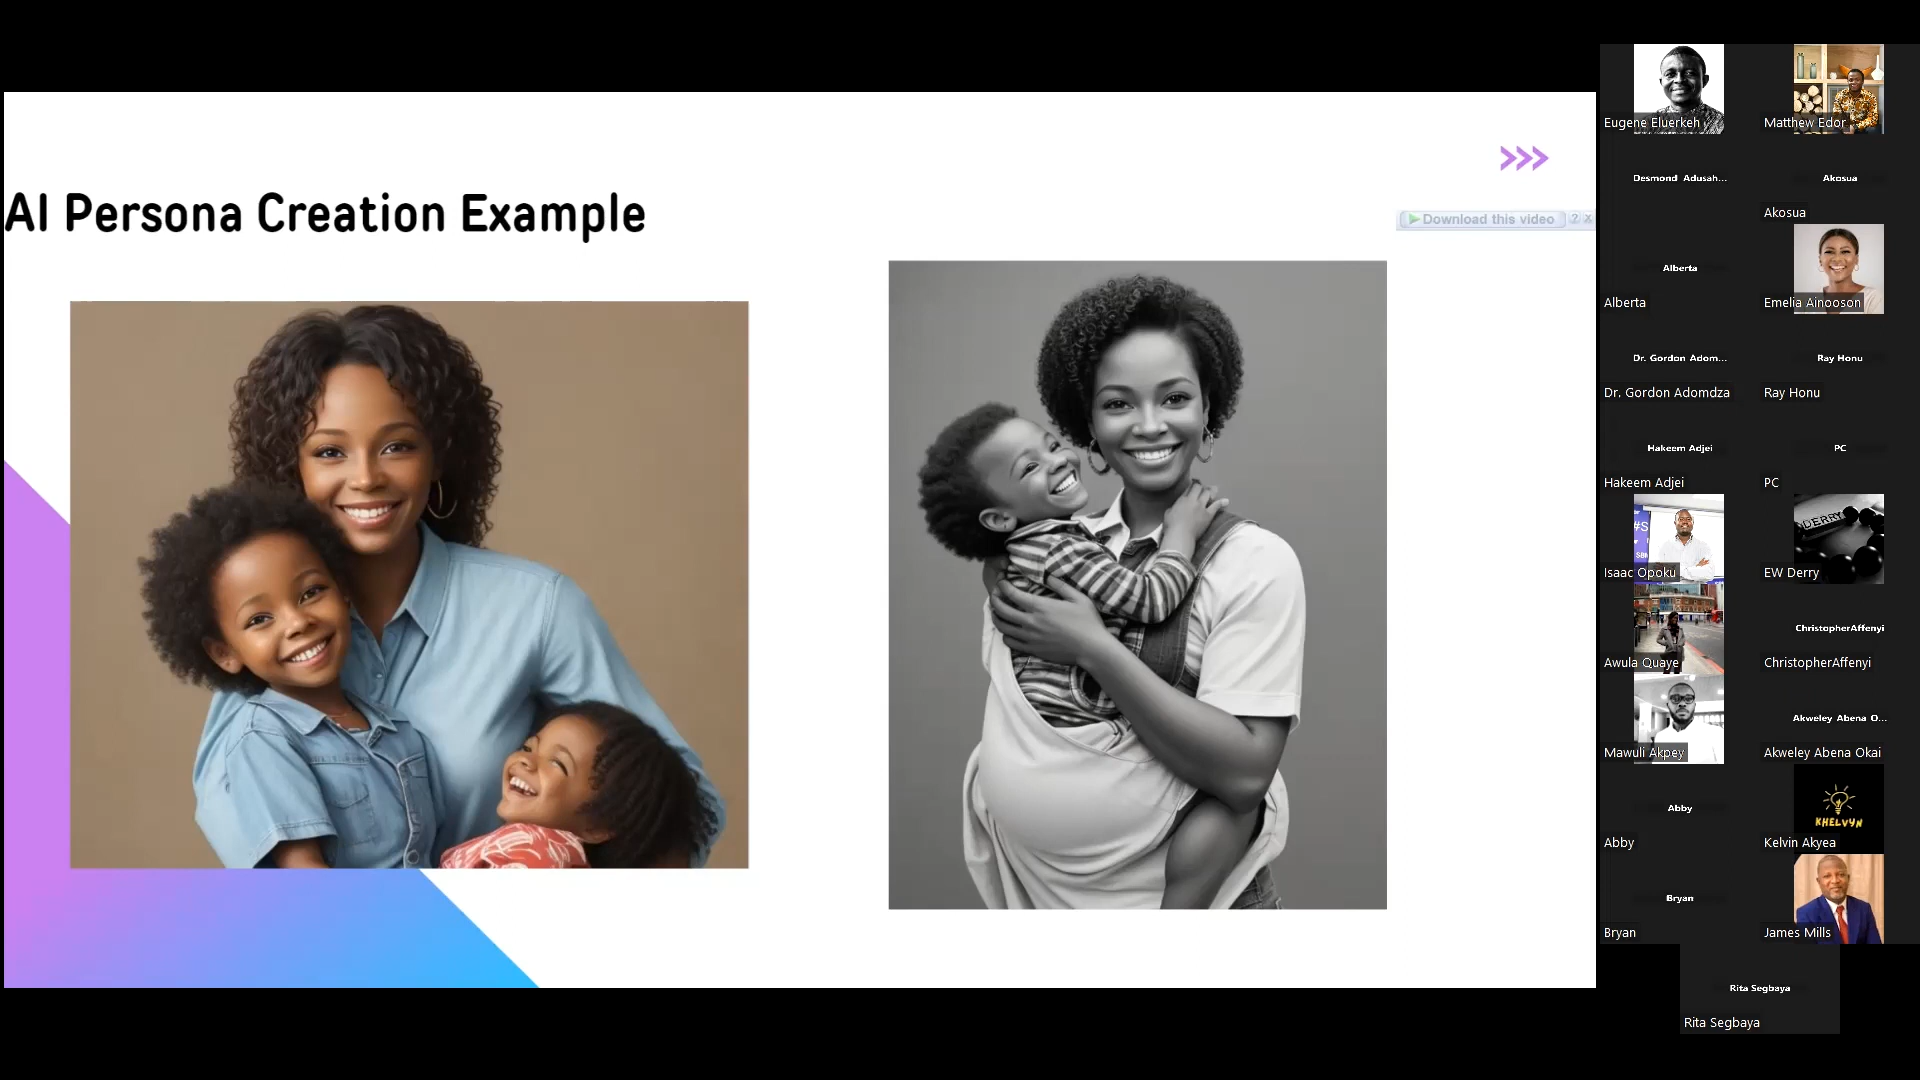 AI Persona Creation Example
Download this video
?
x
Eugene Eluerkeh
Matthew Edor
Desmond Adusah...
Akosua
Akosua
Alberta
Alberta
Emelia Ainooson
Dr. Gordon Adom...
Dr. Gordon Adomdza
Ray Honu
Ray Honu
Hakeem Adjei
Hakeem Adjei
PC
PC
#S
SBN
Isaac Opoku
DERRY
EW Derry
Awula Quaye
ChristopherAffenyi
ChristopherAffenyi
Mawuli Akpey
Akweley Abena O...
Akweley Abena Okai
Abby
Abby
KHELVYN
Kelvin Akyea
Bryan
Bryan
James Mills
Rita Segbaya
Rita Segbaya